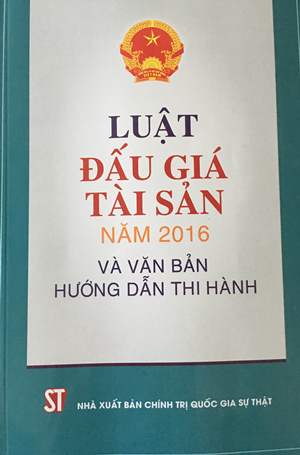 LUẬT
ĐẤU GIÁ
TÀI SẢN
NĂM 2016
VÀ VĂN BẢN
HƯỚNG DẪN THI HÀNH
ST
NHÀ XUẤT BẢN CHÍNH TRỊ QUỐC GIA SỰ THẬT